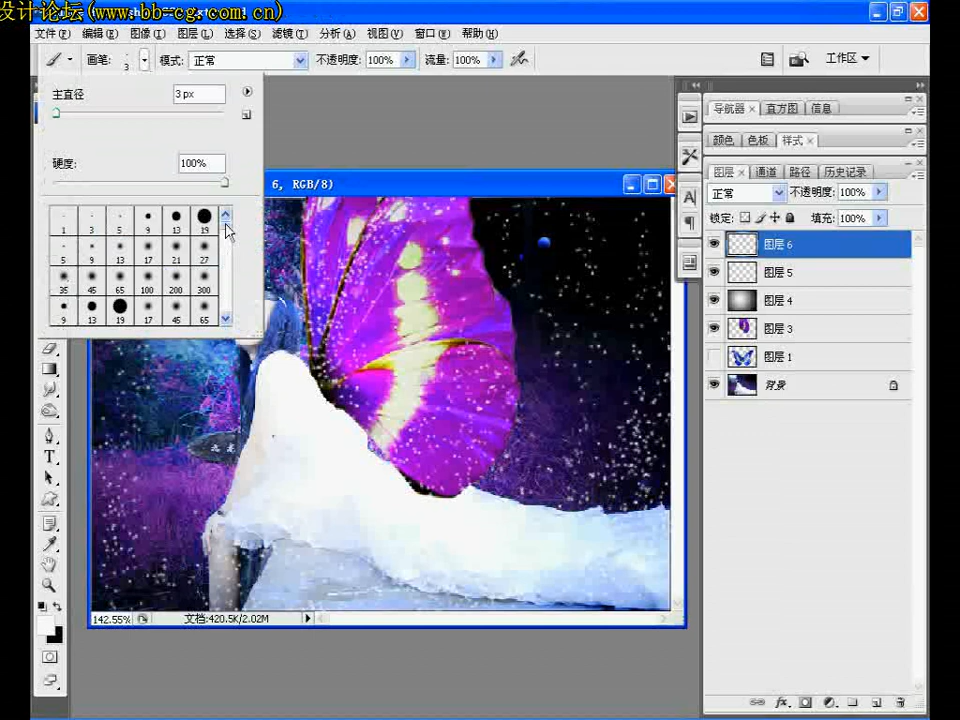 设计论坛(www.bb-cg.com.cn)
文件(F) 编辑(E) 图像(I) 图层(L) 选择(S) 滤镜(T) 分析(A) 视图(V) 窗口(W) 帮助(H)
画笔: 3 模式: 正常 不透明度: 100% 流量: 100% 工作区
主直径 3 px
硬度: 100%
1 3 5 9 13 19
5 9 13 17 21 27
35 45 65 100 200 300
9 13 19 17 45 65
6, RGB/8)
142.55% 文档:420.5K/2.02M
导航器 × 直方图 信息
颜色 色板 样式 ×
图层 × 通道 路径 历史记录
正常 不透明度: 100%
锁定: 填充: 100%
图层 6
图层 5
图层 4
图层 3
图层 1
背景